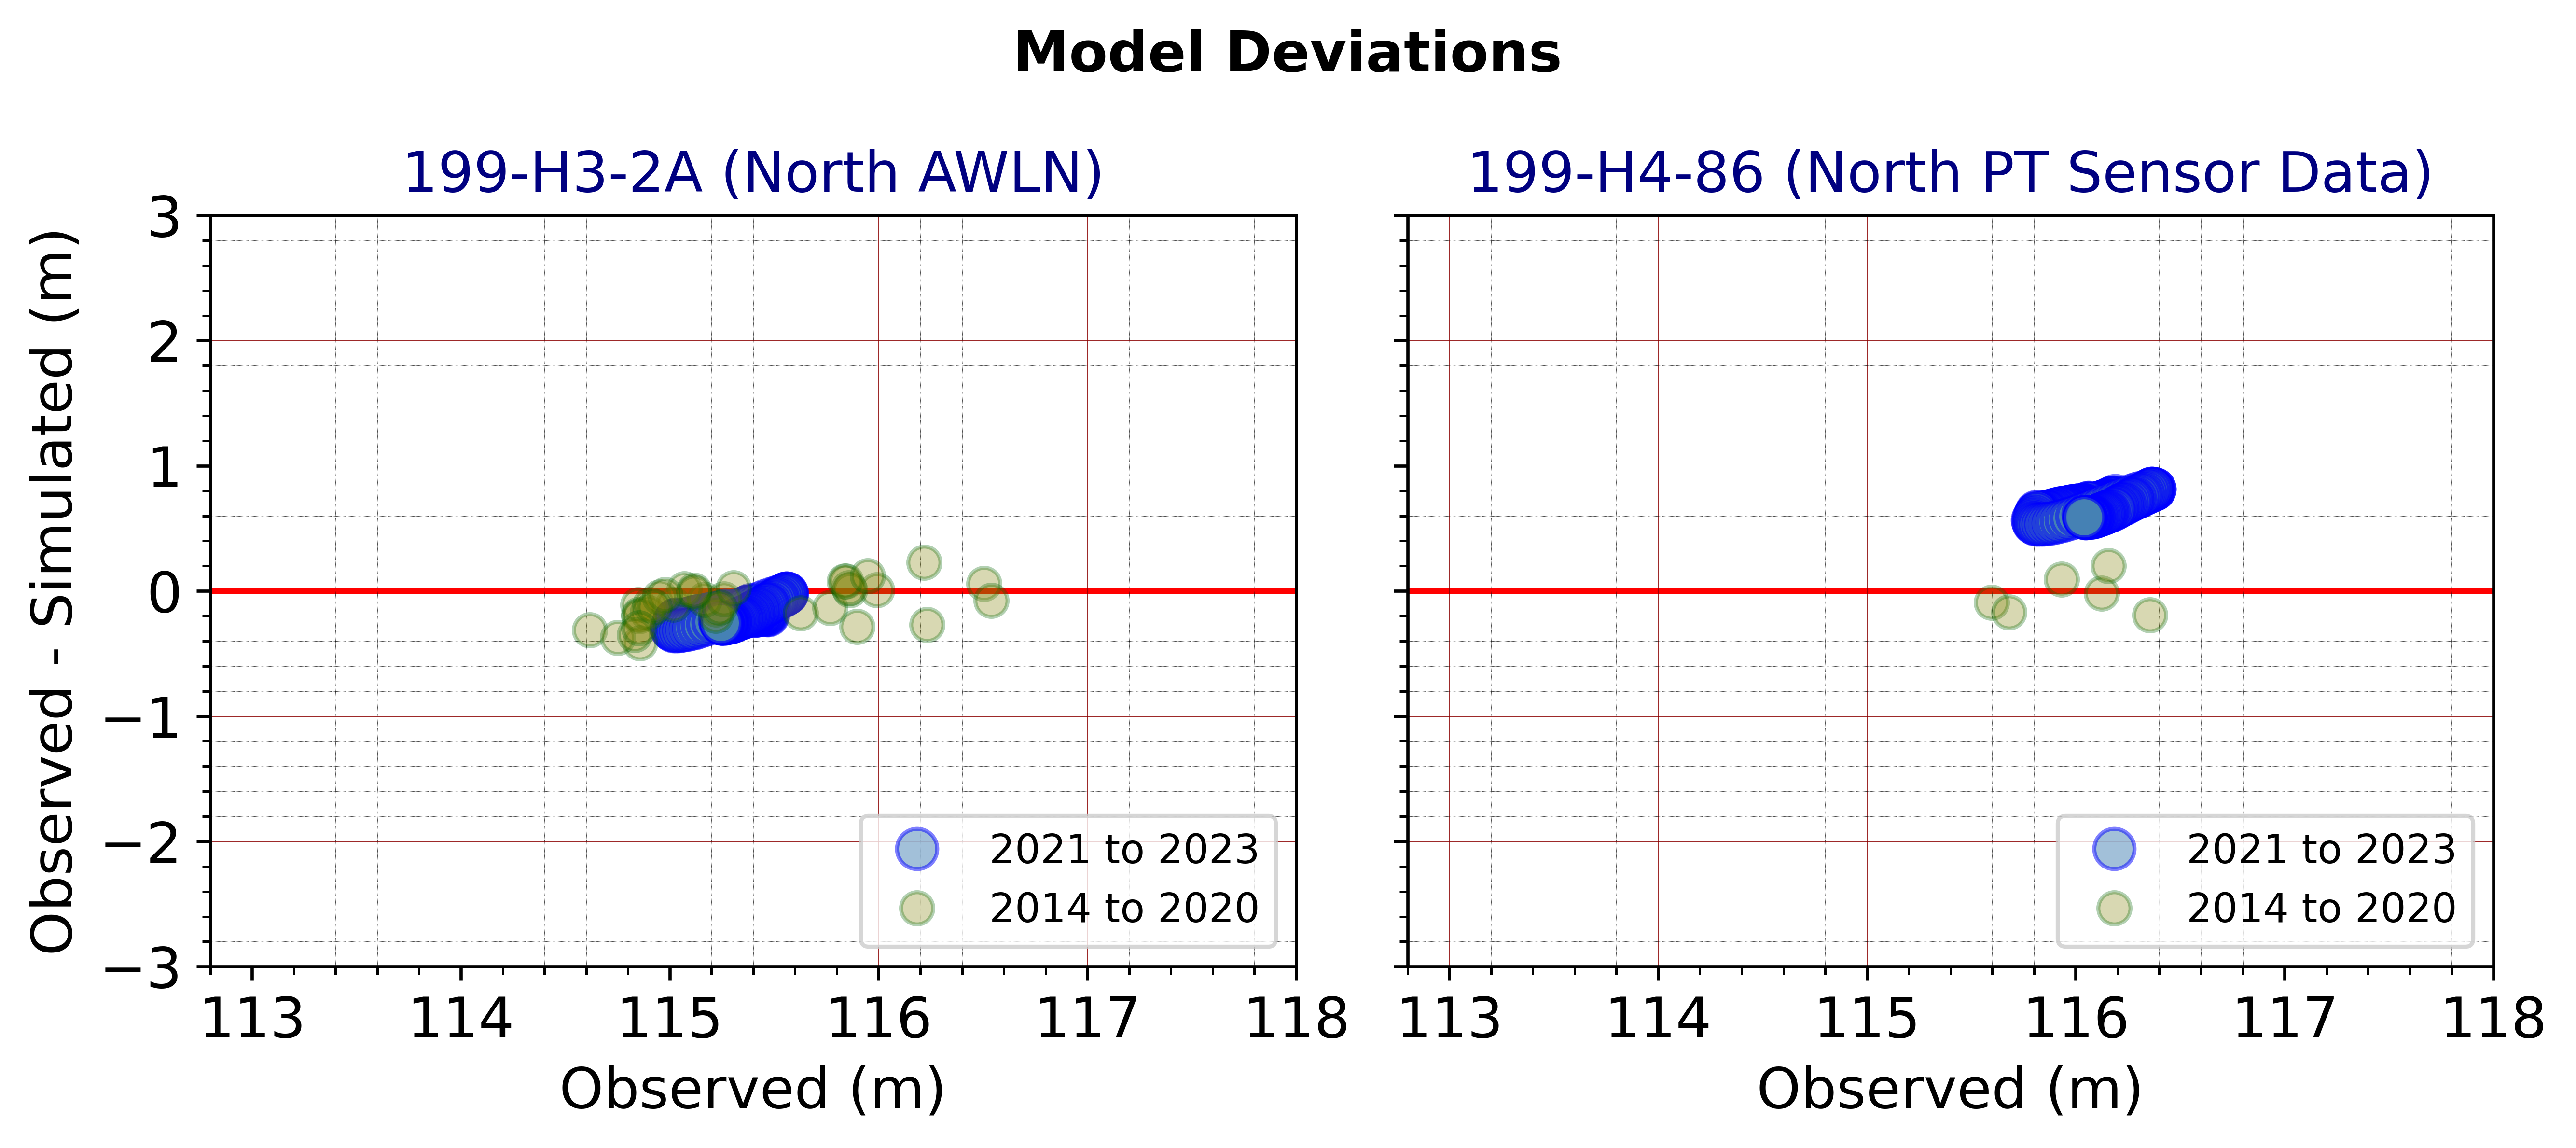 Model Deviations
199-H3-2A (North AWLN)
199-H4-86 (North PT Sensor Data)
Observed - Simulated (m)
3
2
1
0
−1
−2
−3
2021 to 2023
2014 to 2020
2021 to 2023
2014 to 2020
113 114 115 116 117 118
113 114 115 116 117 118
Observed (m)
Observed (m)